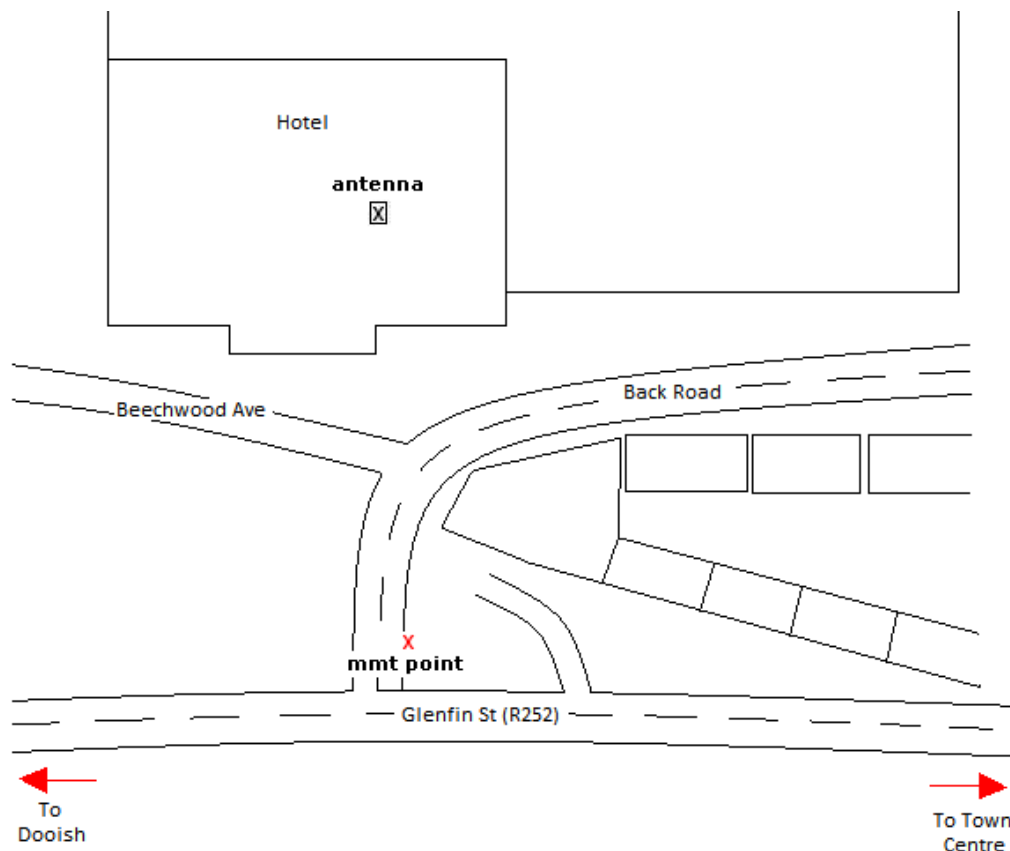 Hotel
antenna
X
Back Road
Beechwood Ave
X
mmt point
Glenfin St (R252)
To
Dooish
To Town
Centre